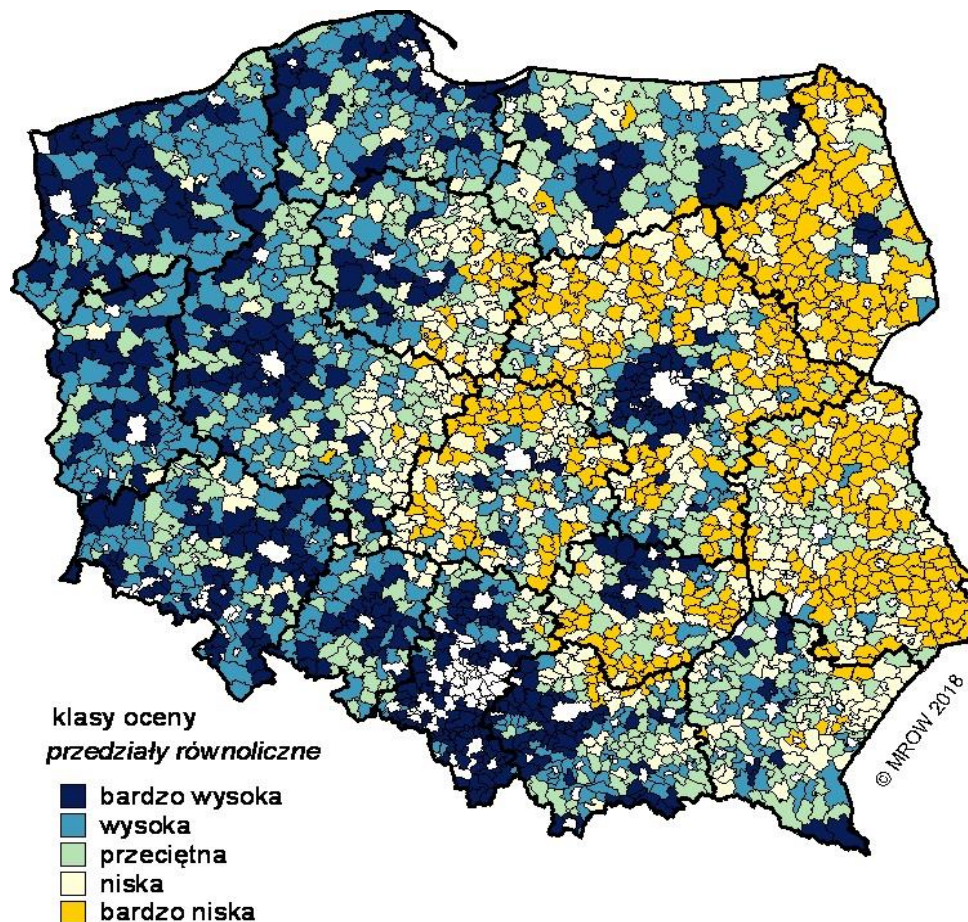 klasy oceny
przedziały równoliczne
bardzo wysoka
wysoka
przeciętna
niska
bardzo niska
© MROW 2018